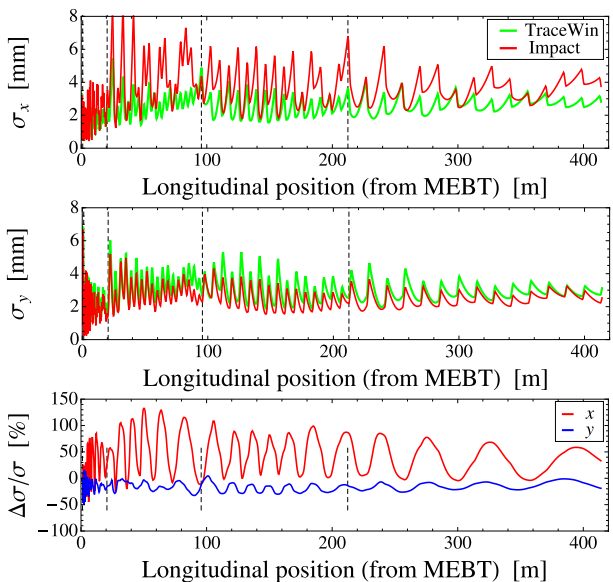 8
6
4
2
0
σx [mm]
TraceWin
Impact
0 100 200 300 400
Longitudinal position (from MEBT) [m]
8
6
4
2
0
σy [mm]
0 100 200 300 400
Longitudinal position (from MEBT) [m]
150
100
50
0
−50
−100
Δσ/σ [%]
x
y
0 100 200 300 400
Longitudinal position (from MEBT) [m]